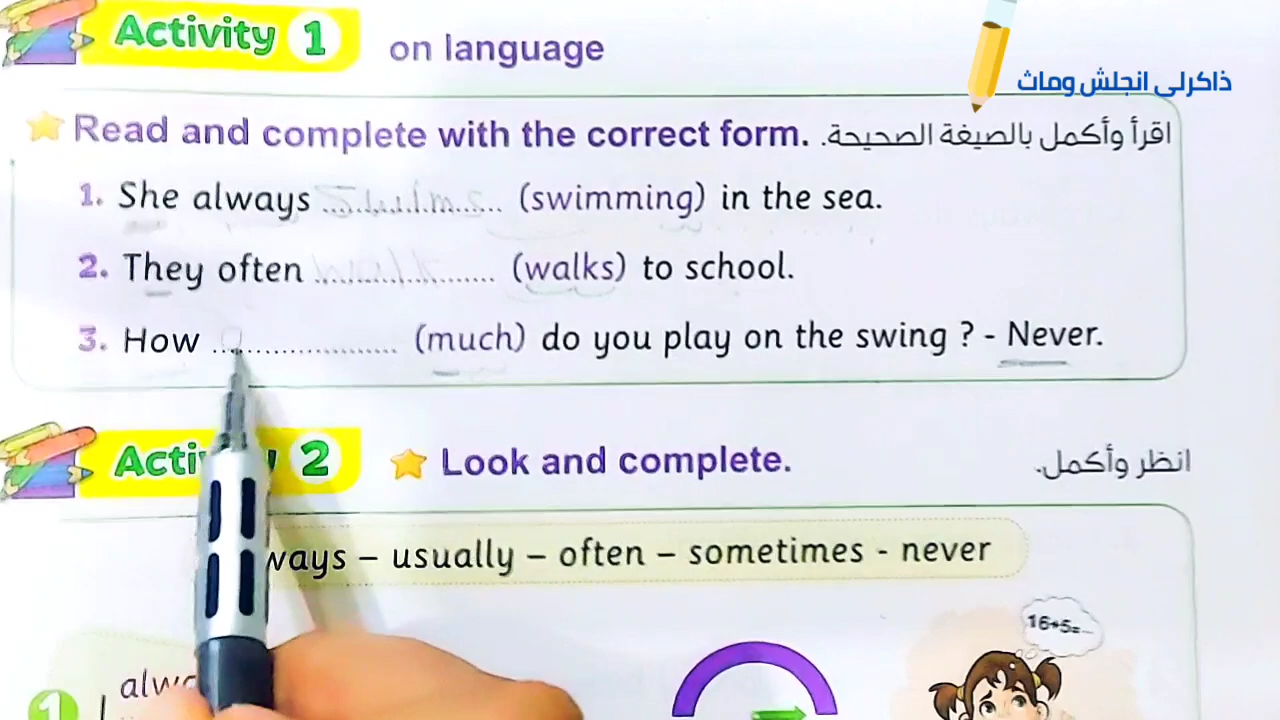 Activity 1 on language
ذاكرلى انجلش وماث
Read and complete with the correct form. اقرأ وأكمل بالصيغة الصحيحة.
1. She always swims (swimming) in the sea.
2. They often walk (walks) to school.
3. How .................. (much) do you play on the swing ? - Never.
2 Look and complete. انظر وأكمل.
– usually – often – sometimes - never
16+5=
1